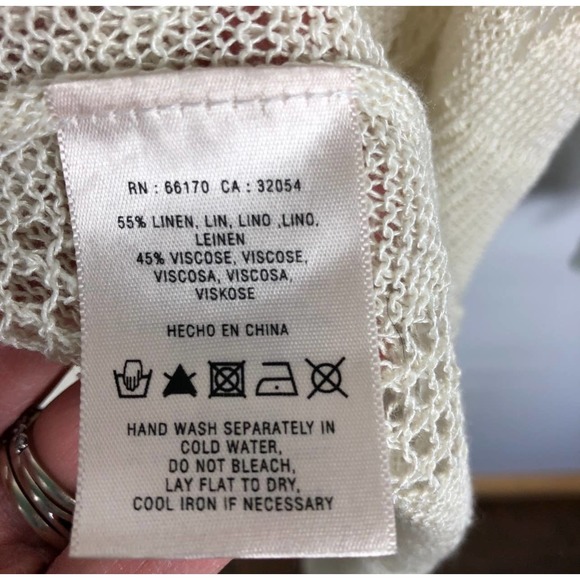 RN : 66170 CA : 32054
55% LINEN, LIN, LINO ,LINO,
LEINEN
45% VISCOSE, VISCOSE,
VISCOSA, VISCOSA,
VISKOSE
HECHO EN CHINA
HAND WASH SEPARATELY IN
COLD WATER,
DO NOT BLEACH,
LAY FLAT TO DRY,
COOL IRON IF NECESSARY